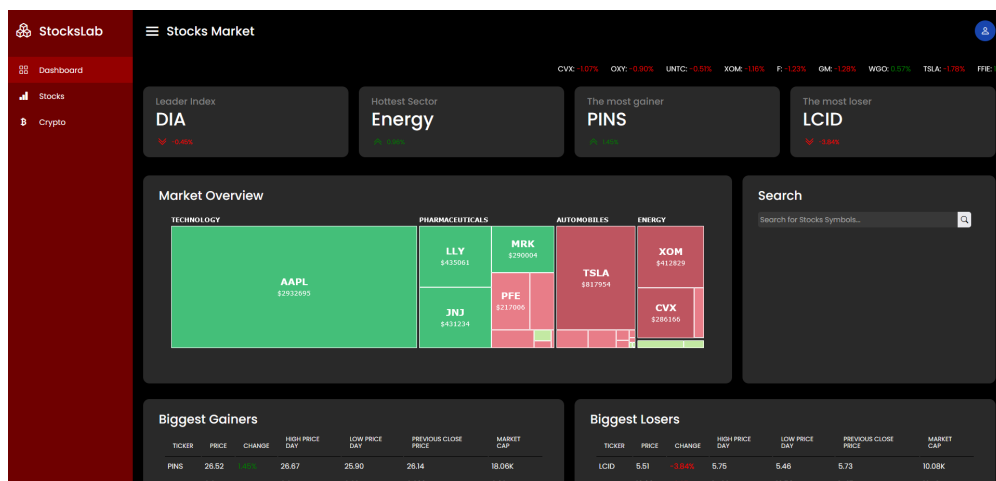 StocksLab
Stocks Market
Dashboard
Stocks
Crypto
CVX: -1.07% OXY: -0.90% UNTC: -0.81% XOM: -1.16% F: -1.23% GM: -1.28% WGO: 0.57% TSLA: -1.78% FFIE:
Leader Index
DIA
-0.45%
Hottest Sector
Energy
The most gainer
PINS
1.45%
The most loser
LCID
-3.84%
Market Overview
TECHNOLOGY
AAPL
$2932695
PHARMACEUTICALS
LLY
$435061
JNJ
$431234
MRK
$290004
PFE
$217006
AUTOMOBILES
TSLA
$817954
ENERGY
XOM
$412829
CVX
$286166
Search
Search for Stocks Symbols...
Biggest Gainers
TICKER PRICE CHANGE HIGH PRICE DAY LOW PRICE DAY PREVIOUS CLOSE PRICE MARKET CAP
PINS 26.52 1.45% 26.67 25.90 26.14 18.06K
Biggest Losers
TICKER PRICE CHANGE HIGH PRICE DAY LOW PRICE DAY PREVIOUS CLOSE PRICE MARKET CAP
LCID 5.51 -3.84% 5.75 5.46 5.73 10.08K